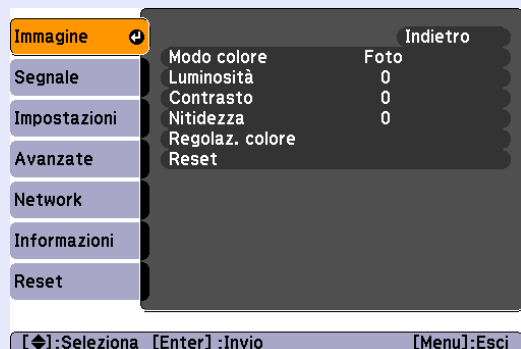 Immagine
Segnale
Impostazioni
Avanzate
Network
Informazioni
Reset
Indietro
Modo colore Foto
Luminosità 0
Contrasto 0
Nitidezza 0
Regolaz. colore
Reset
[◆]:Seleziona [Enter] :Invio [Menu]:Esci